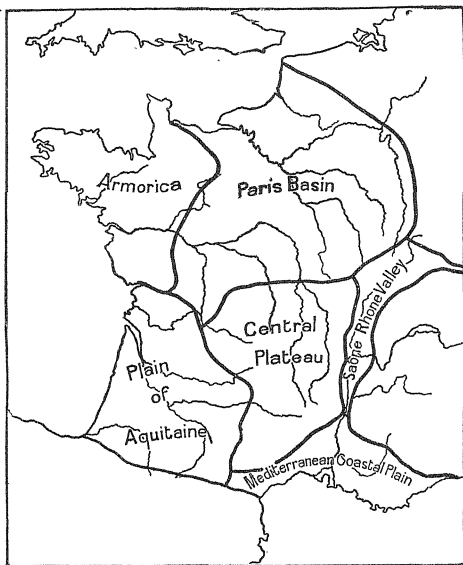 Armorica
Paris Basin
Central
Plateau
Saône Rhone Valley
Plain
of
Aquitaine
Mediterranean Coastal Plain